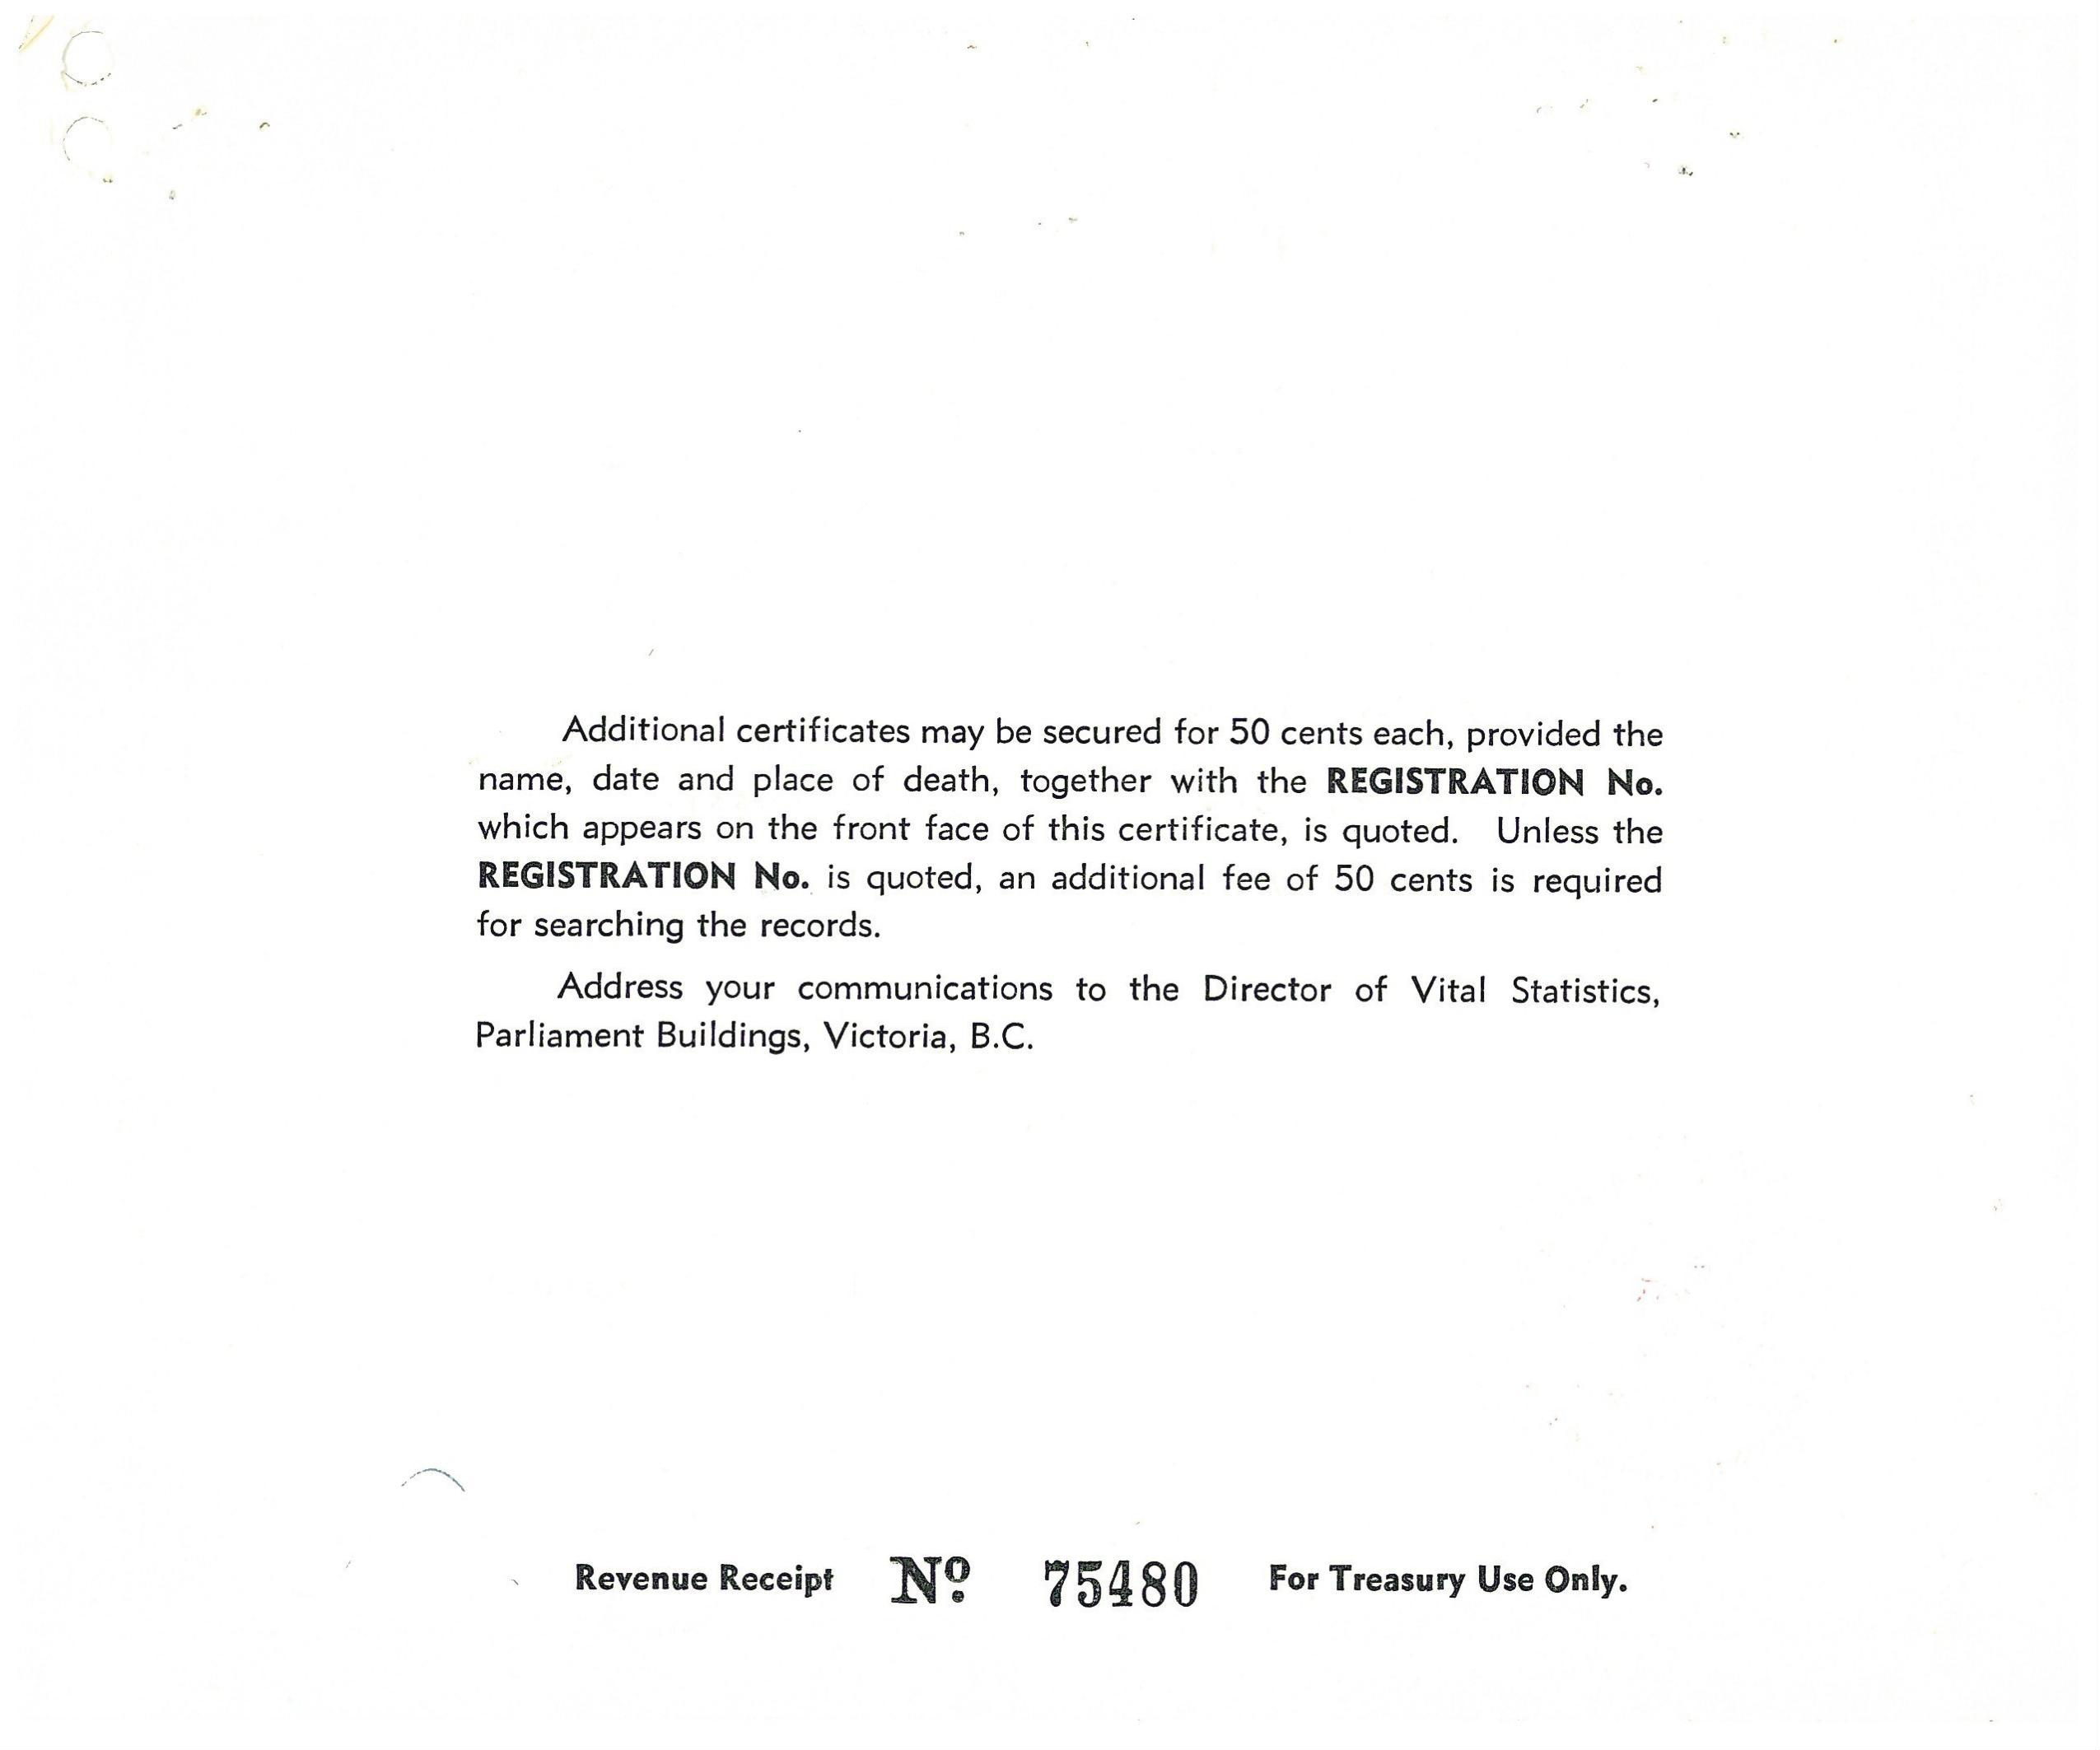 Additional certificates may be secured for 50 cents each, provided the
name, date and place of death, together with the REGISTRATION No.
which appears on the front face of this certificate, is quoted. Unless the
REGISTRATION No. is quoted, an additional fee of 50 cents is required
for searching the records.
Address your communications to the Director of Vital Statistics,
Parliament Buildings, Victoria, B.C.
Revenue Receipt Nº 75480 For Treasury Use Only.